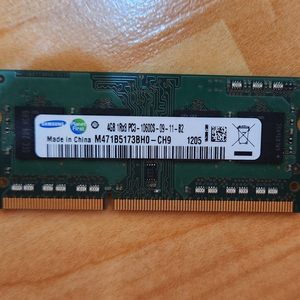 SAMSUNG
4GB 1Rx8 PC3-10600S-09-11-B2
Made in China M471B5173BH0-CH9 1205